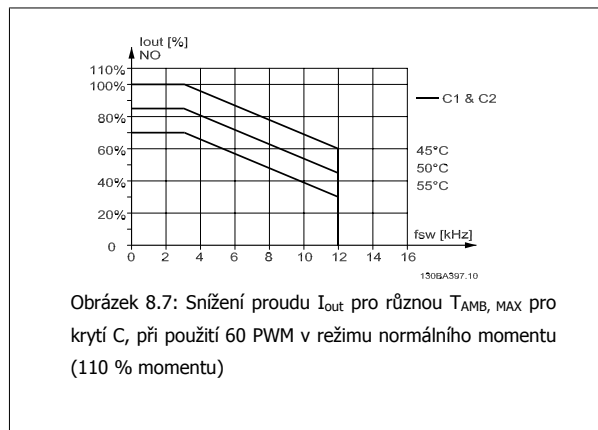 Iout [%]
NO
110%
100%
80%
60%
40%
20%
0
0 2 4 6 8 10 12 14 16
fsw [kHz]
C1 & C2
45°C
50°C
55°C
130BA397.10
Obrázek 8.7: Snížení proudu Iout pro různou TAMB, MAX pro
krytí C, při použití 60 PWM v režimu normálního momentu
(110 % momentu)